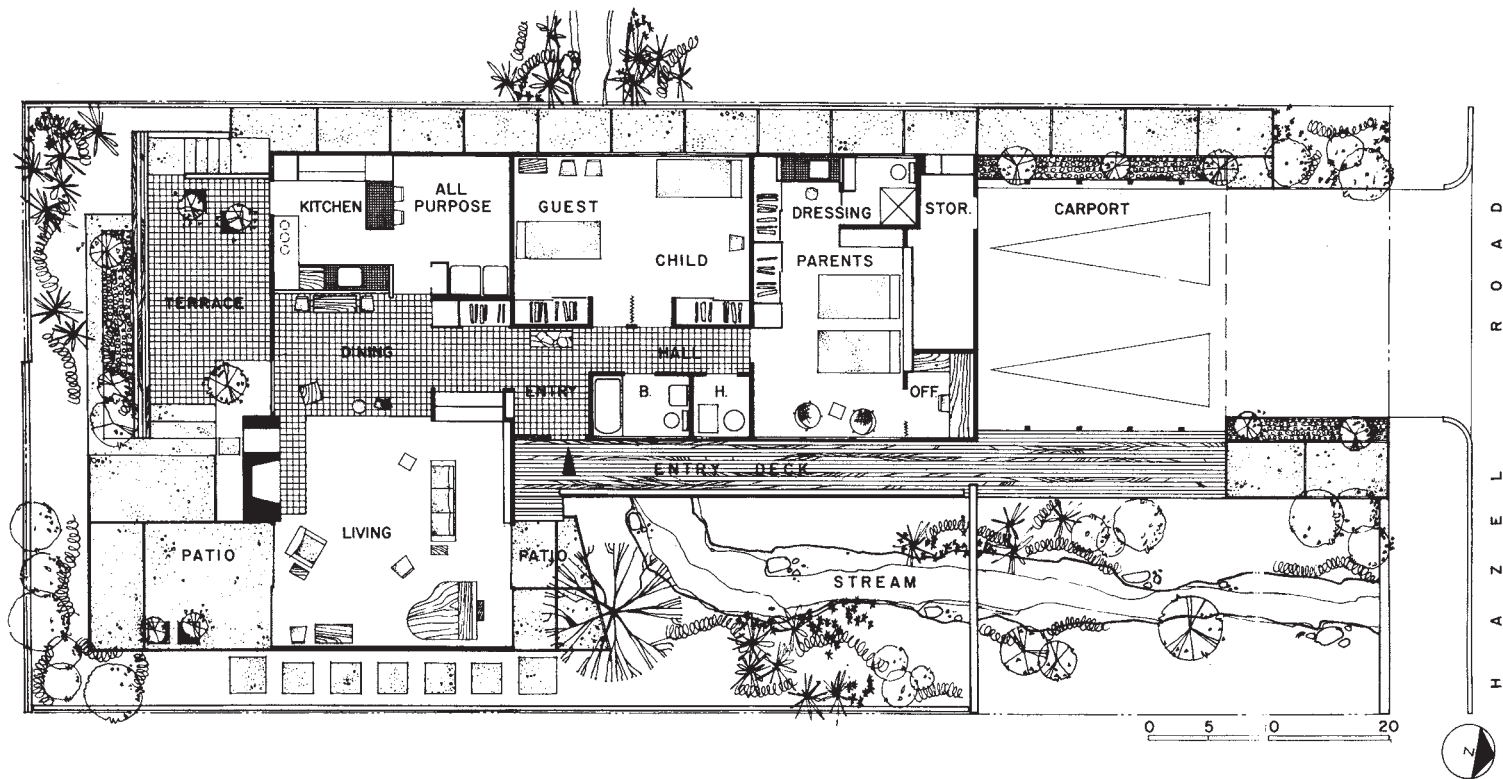 KITCHEN
ALL
PURPOSE
GUEST
CHILD
DRESSING
STOR.
CARPORT
PARENTS
TERRACE
DINING
HALL
ENTRY
B.
H.
OFF.
ENTRY DECK
LIVING
PATIO
PATIO
STREAM
HAZEL ROAD
0 5 10 20
N